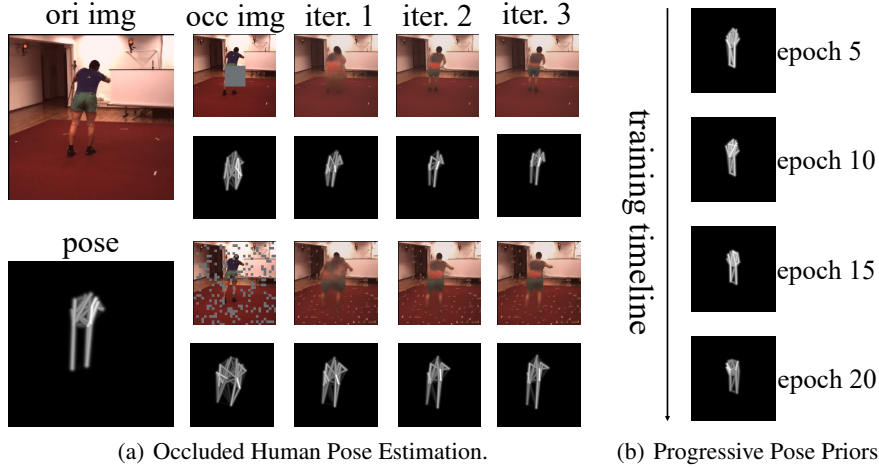 ori img
occ img
iter. 1
iter. 2
iter. 3
pose
(a) Occluded Human Pose Estimation.
training timeline
epoch 5
epoch 10
epoch 15
epoch 20
(b) Progressive Pose Priors